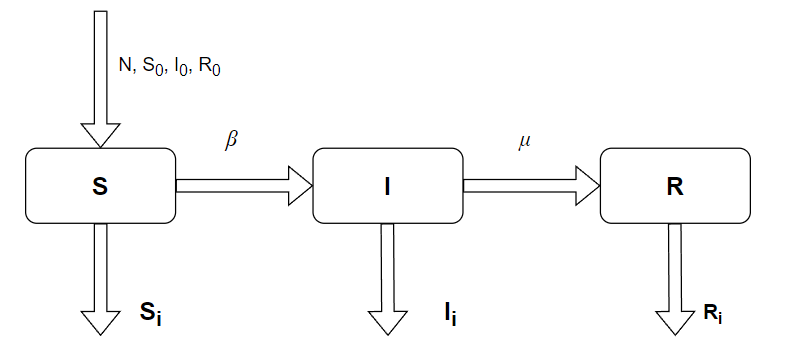 N, S₀, I₀, R₀
β
μ
S
I
R
Sᵢ
Iᵢ
Rᵢ